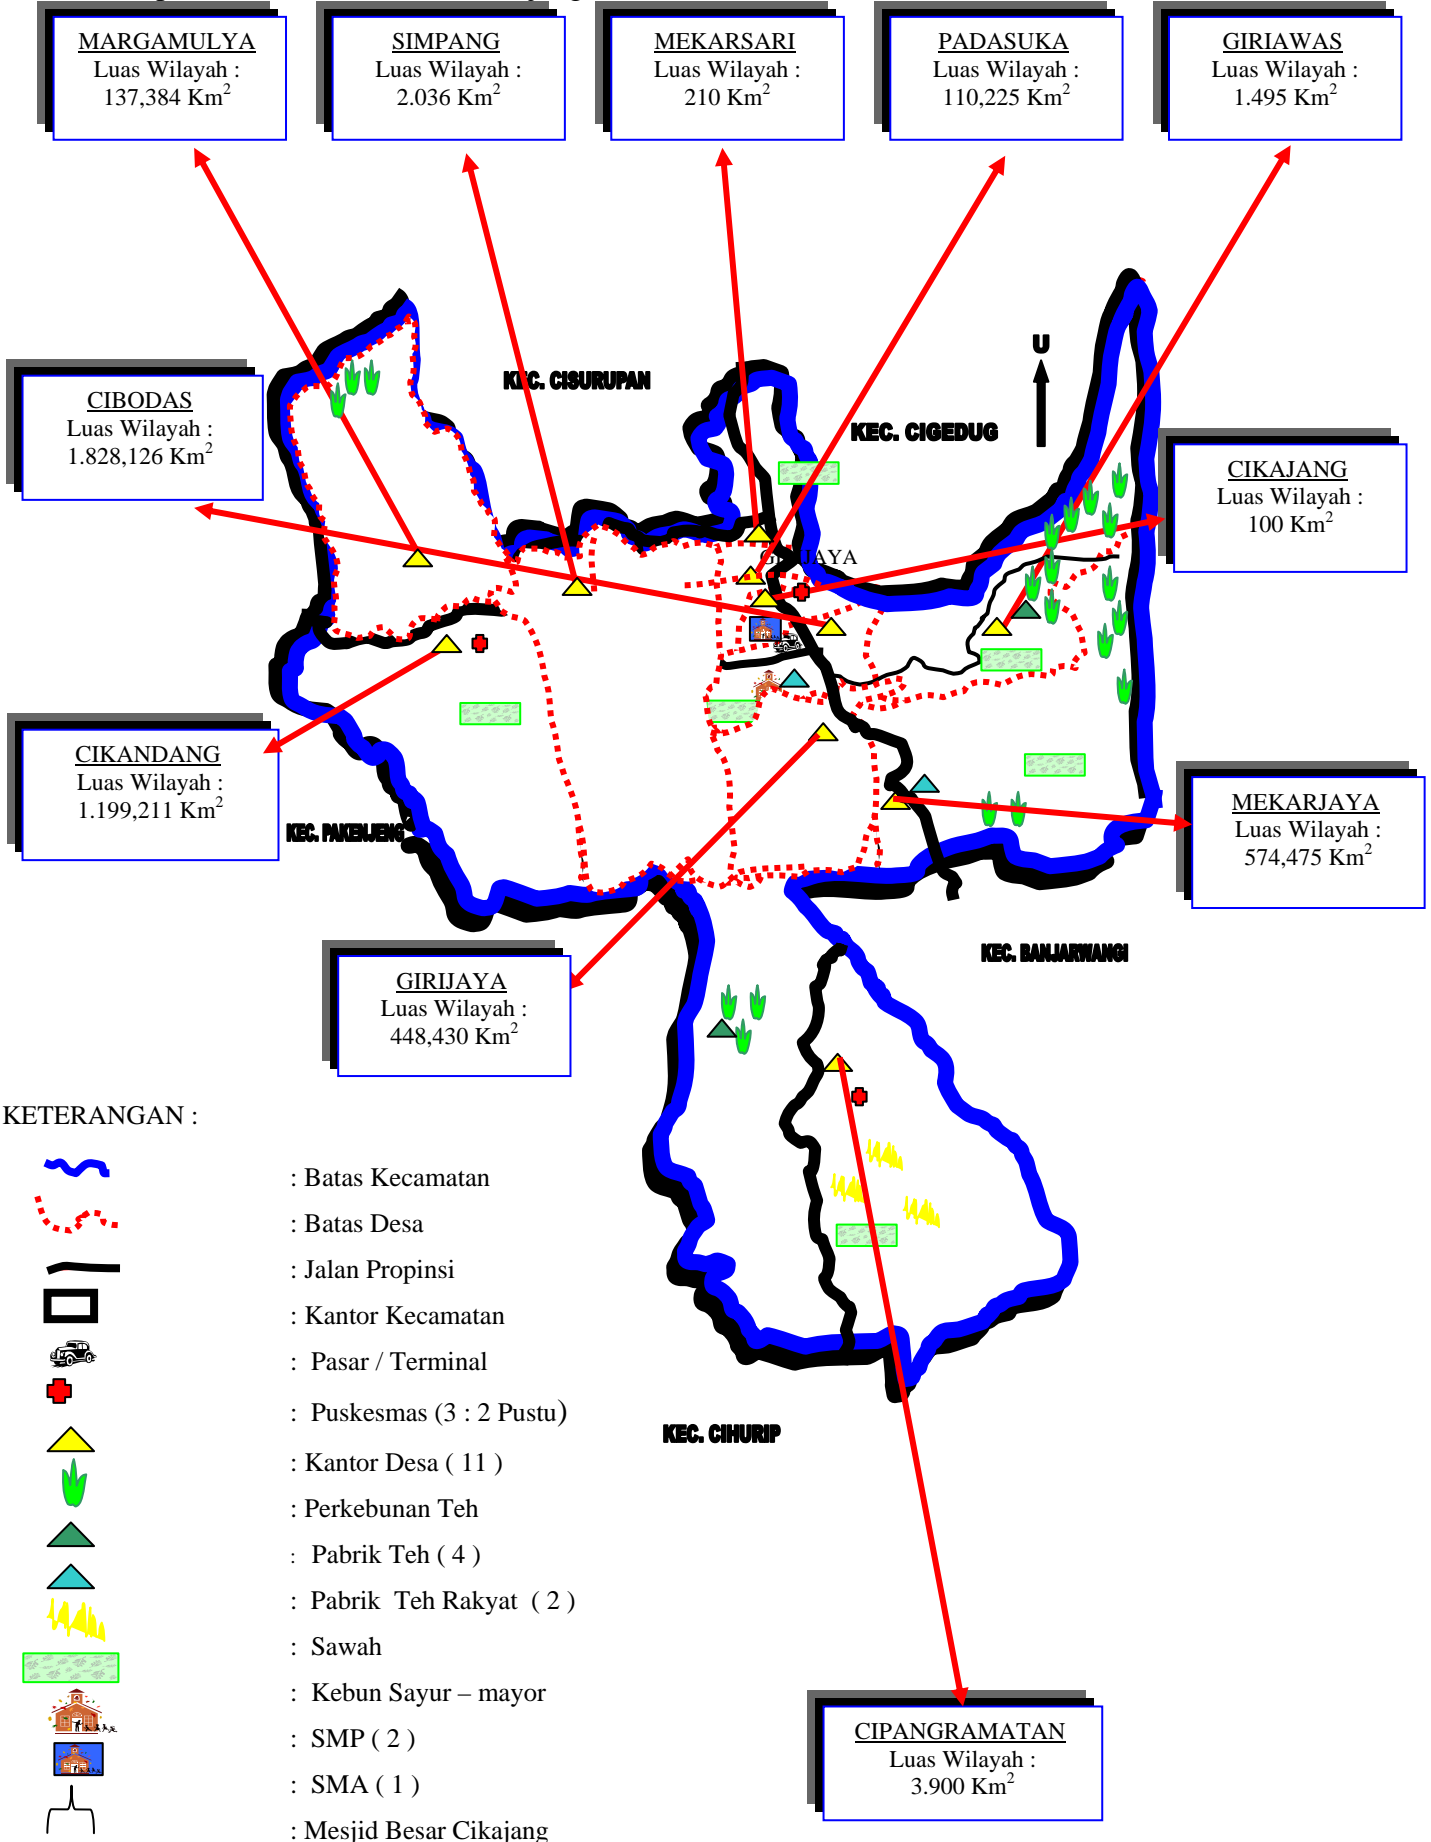 MARGAMULYA
Luas Wilayah :
137,384 Km²
SIMPANG
Luas Wilayah :
2.036 Km²
MEKARSARI
Luas Wilayah :
210 Km²
PADASUKA
Luas Wilayah :
110,225 Km²
GIRIAWAS
Luas Wilayah :
1.495 Km²
U
KEC. CISURUPAN
KEC. CIGEDUG
CIBODAS
Luas Wilayah :
1.828,126 Km²
CIKAJANG
Luas Wilayah :
100 Km²
GIRIJAYA
CIKANDANG
Luas Wilayah :
1.199,211 Km²
KEC. PAKENJENG
MEKARJAYA
Luas Wilayah :
574,475 Km²
KEC. BANJARWANGI
GIRIJAYA
Luas Wilayah :
448,430 Km²
KETERANGAN :
: Batas Kecamatan
: Batas Desa
: Jalan Propinsi
: Kantor Kecamatan
: Pasar / Terminal
: Puskesmas (3 : 2 Pustu)
KEC. CIHURIP
: Kantor Desa ( 11 )
: Perkebunan Teh
: Pabrik Teh ( 4 )
: Pabrik Teh Rakyat ( 2 )
: Sawah
: Kebun Sayur – mayor
: SMP ( 2 )
: SMA ( 1 )
: Mesjid Besar Cikajang
CIPANGRAMATAN
Luas Wilayah :
3.900 Km²